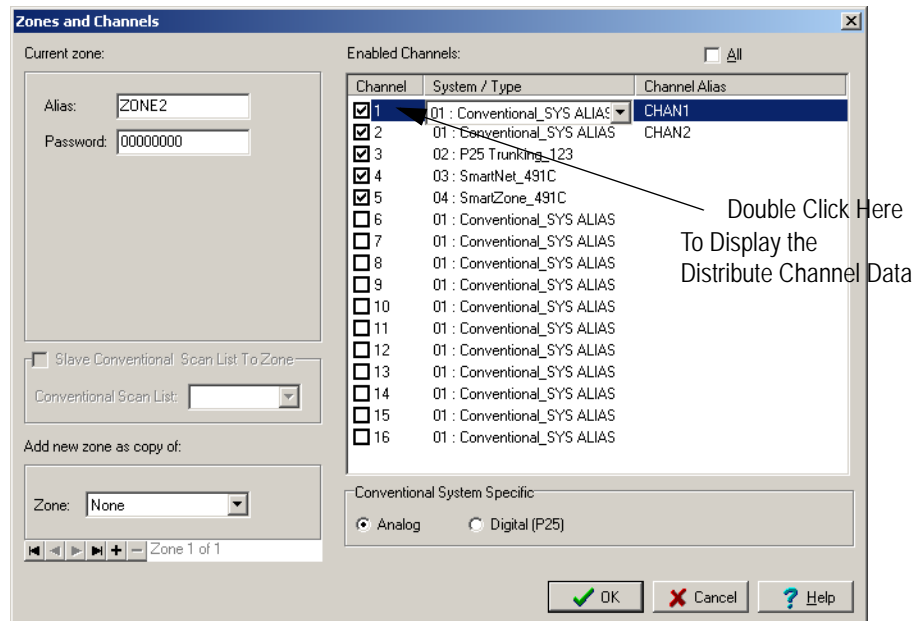 Zones and Channels
Current zone:
Alias: ZONE2
Password: 00000000
Slave Conventional Scan List To Zone
Conventional Scan List:
Add new zone as copy of:
Zone: None
Zone 1 of 1
Enabled Channels:
All
Channel System / Type Channel Alias
1 01 : Conventional_SYS ALIAS CHAN1
2 01 : Conventional_SYS ALIAS CHAN2
3 02 : P25 Trunking_123
4 03 : SmartNet_491C
5 04 : SmartZone_491C
6 01 : Conventional_SYS ALIAS
7 01 : Conventional_SYS ALIAS
8 01 : Conventional_SYS ALIAS
9 01 : Conventional_SYS ALIAS
10 01 : Conventional_SYS ALIAS
11 01 : Conventional_SYS ALIAS
12 01 : Conventional_SYS ALIAS
13 01 : Conventional_SYS ALIAS
14 01 : Conventional_SYS ALIAS
15 01 : Conventional_SYS ALIAS
16 01 : Conventional_SYS ALIAS
Double Click Here
To Display the
Distribute Channel Data
Conventional System Specific
Analog Digital (P25)
OK Cancel Help